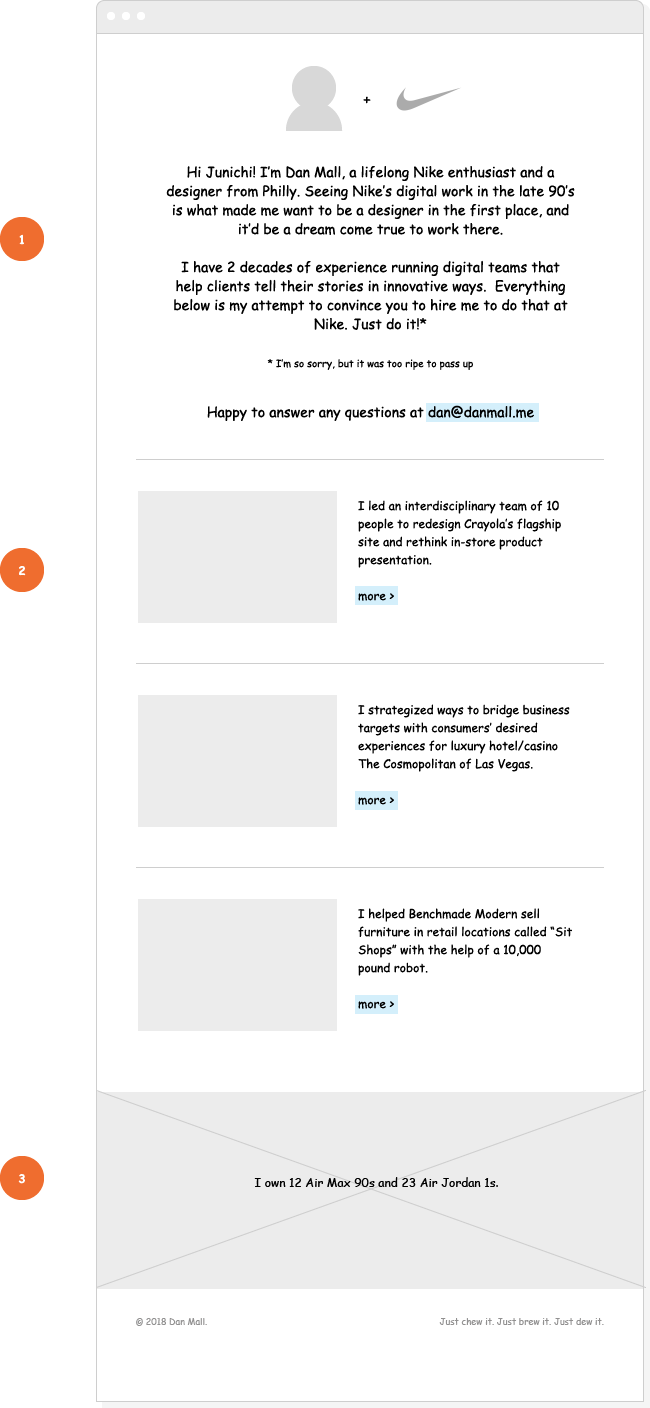 +
Hi Junichi! I'm Dan Mall, a lifelong Nike enthusiast and a
designer from Philly. Seeing Nike's digital work in the late 90's
is what made me want to be a designer in the first place, and
it'd be a dream come true to work there.
1
I have 2 decades of experience running digital teams that
help clients tell their stories in innovative ways.  Everything
below is my attempt to convince you to hire me to do that at
Nike. Just do it!*
* I'm so sorry, but it was too ripe to pass up
Happy to answer any questions at dan@danmall.me
I led an interdisciplinary team of 10
people to redesign Crayola's flagship
site and rethink in-store product
presentation.
2
more >
I strategized ways to bridge business
targets with consumers' desired
experiences for luxury hotel/casino
The Cosmopolitan of Las Vegas.
more >
I helped Benchmade Modern sell
furniture in retail locations called “Sit
Shops” with the help of a 10,000
pound robot.
more >
3
I own 12 Air Max 90s and 23 Air Jordan 1s.
© 2018 Dan Mall.
Just chew it. Just brew it. Just dew it.